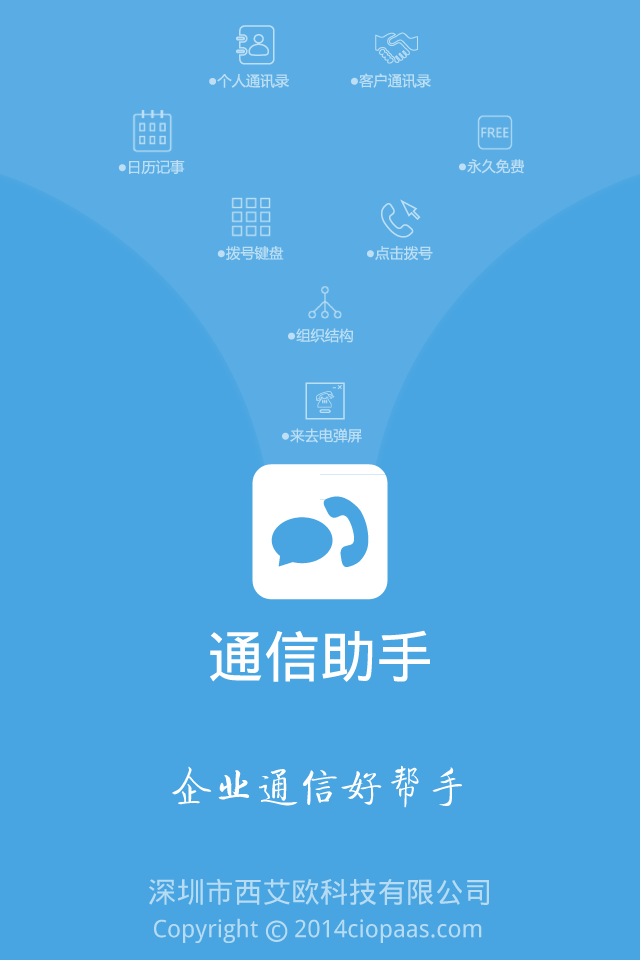 ●个人通讯录 ●客户通讯录
FREE
●日历记事 ●永久免费
●拨号键盘 ●点击拨号
●组织结构
●来去电弹屏
通信助手
企业通信好帮手
深圳市西艾欧科技有限公司
Copyright © 2014ciopaas.com